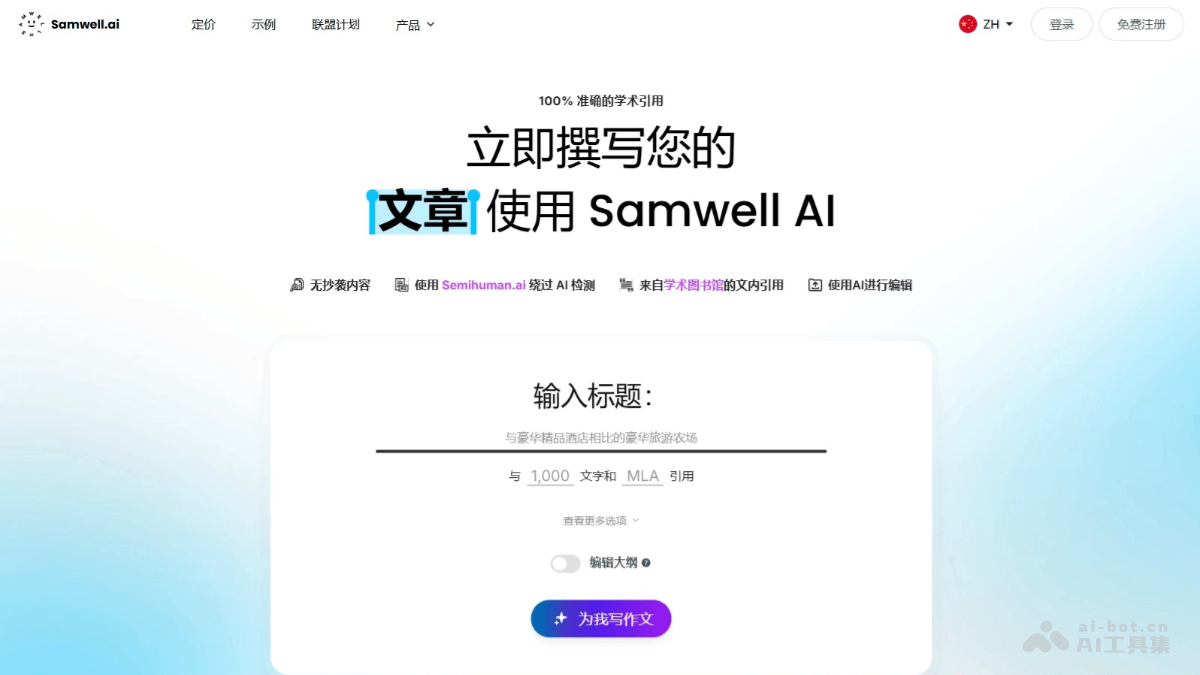 Samwell.ai 定价 示例 联盟计划 产品 ZH 登录 免费注册
100% 准确的学术引用
立即撰写您的
文章 使用 Samwell AI
无抄袭内容 使用 Semihuman.ai 绕过 AI 检测 来自学术图书馆的文内引用 使用AI进行编辑
输入标题：
与豪华精品酒店相比的豪华旅游农场
与 1,000 文字和 MLA 引用
查看更多选项
编辑大纲 ?
为我写作文
ai-bot.cn
AI工具集